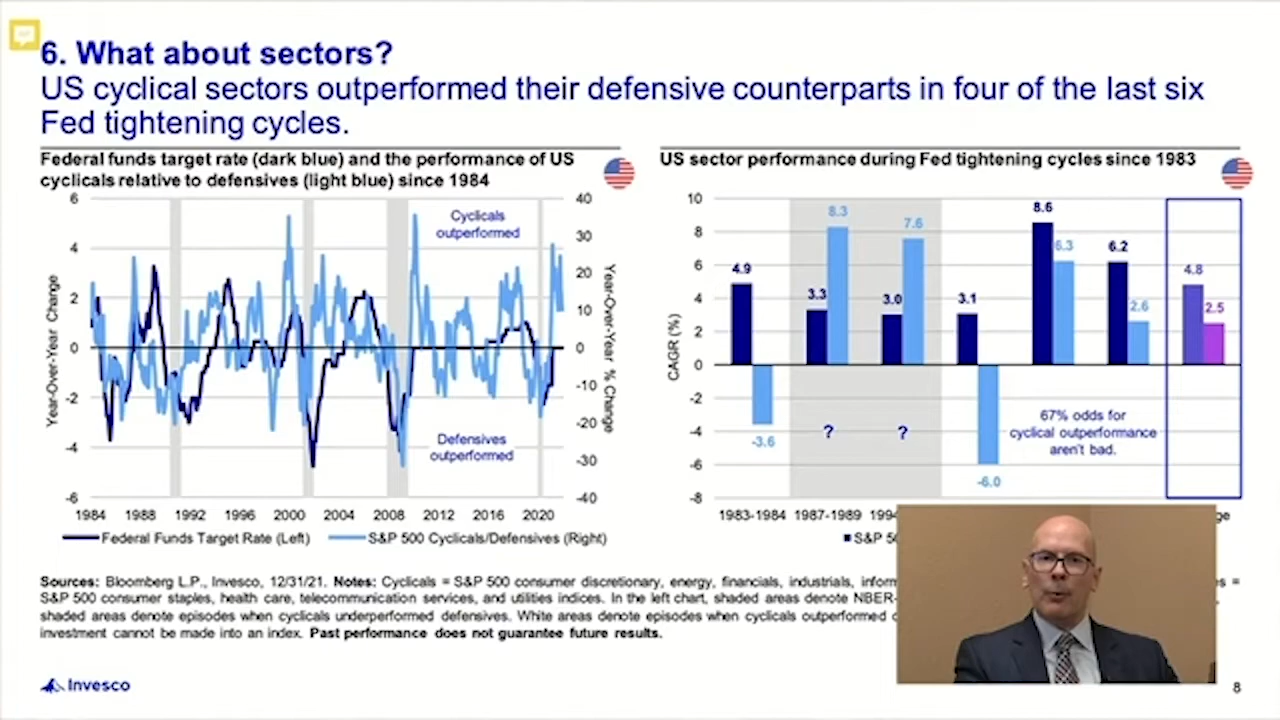 6. What about sectors?
US cyclical sectors outperformed their defensive counterparts in four of the last six
Fed tightening cycles.
Federal funds target rate (dark blue) and the performance of US
cyclicals relative to defensives (light blue) since 1984
6
4
2
0
-2
-4
-6
Year-Over-Year Change
40
30
20
10
0
-10
-20
-30
-40
Year-Over-Year % Change
Cyclicals
outperformed
Defensives
outperformed
1984 1988 1992 1996 2000 2004 2008 2012 2016 2020
Federal Funds Target Rate (Left)
S&P 500 Cyclicals/Defensives (Right)
US sector performance during Fed tightening cycles since 1983
10
8
6
4
2
0
-2
-4
-6
-8
CAGR (%)
4.9
-3.6
3.3
8.3
3.0
7.6
3.1
-6.0
8.6
6.3
6.2
2.6
4.8
2.5
? ?
67% odds for
cyclical outperformance
aren't bad.
1983-1984 1987-1989
Sources: Bloomberg L.P., Invesco, 12/31/21. Notes: Cyclicals = S&P 500 consumer discretionary, energy, financials, industrials,
S&P 500 consumer staples, health care, telecommunication services, and utilities indices. In the left chart, shaded areas denote NBER-
shaded areas denote episodes when cyclicals underperformed defensives. White areas denote episodes when cyclicals outperformed
investment cannot be made into an index. Past performance does not guarantee future results.
Invesco
8